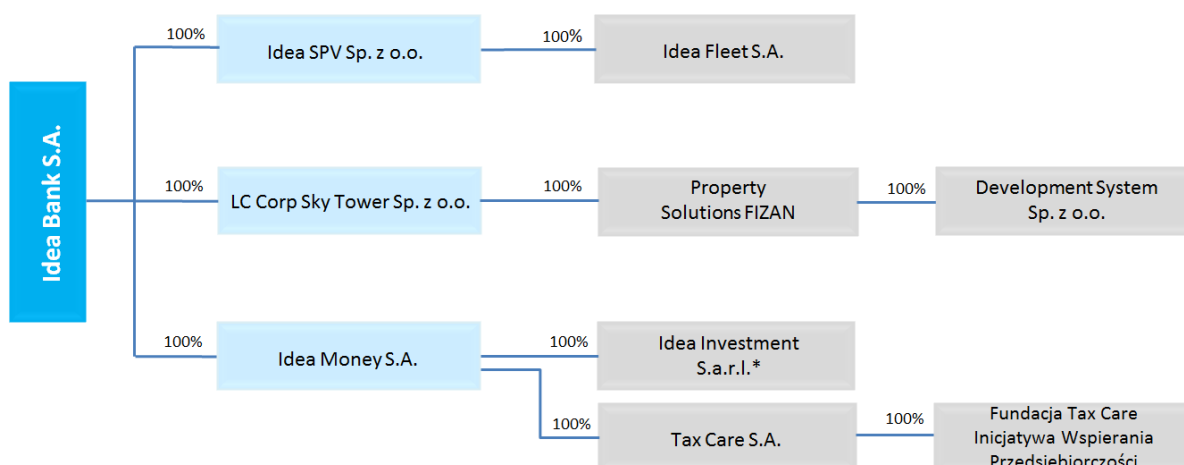 Idea Bank S.A.
100%
Idea SPV Sp. z o.o.
100%
Idea Fleet S.A.
100%
LC Corp Sky Tower Sp. z o.o.
100%
Property
Solutions FIZAN
100%
Development System
Sp. z o.o.
100%
Idea Money S.A.
100%
Idea Investment
S.a.r.l.*
100%
Tax Care S.A.
100%
Fundacja Tax Care
Inicjatywa Wspierania
Przedsiębiorczości